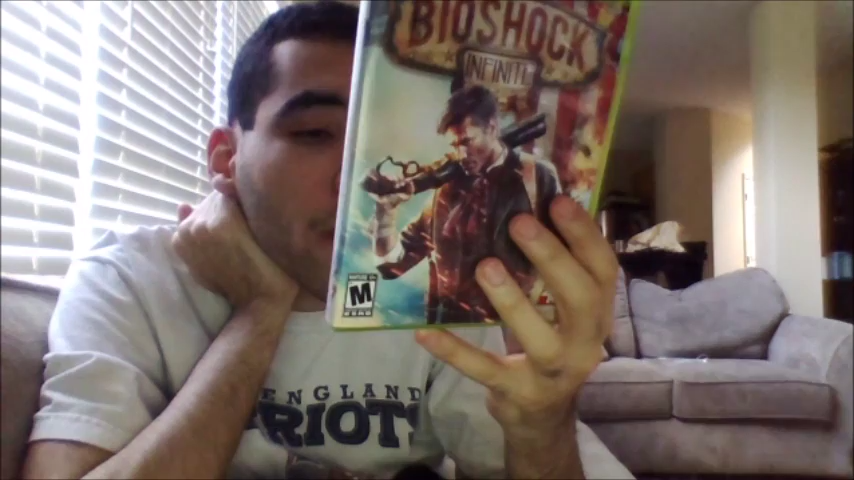 BIOSHOCK
INFINITE
M
ENGLAND
RIOTS